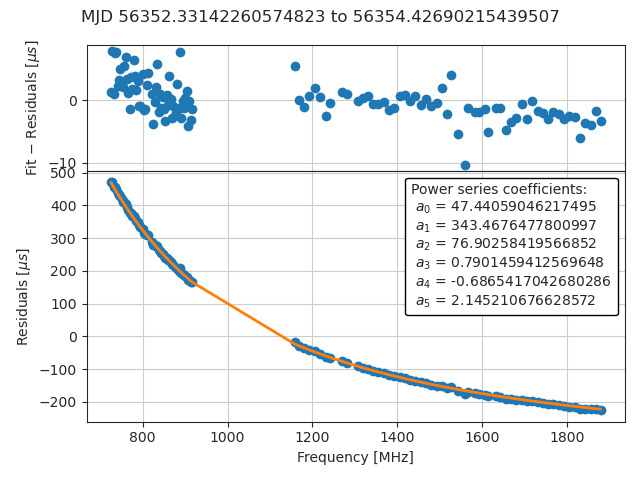 MJD 56352.33142260574823 to 56354.42690215439507
Fit − Residuals [μs]
0
−10
Residuals [μs]
500
400
300
200
100
0
−100
−200
Power series coefficients:
a₀ = 47.44059046217495
a₁ = 343.4676477800997
a₂ = 76.90258419566852
a₃ = 0.7901459412569648
a₄ = -0.6865417042680286
a₅ = 2.145210676628572
800 1000 1200 1400 1600 1800
Frequency [MHz]